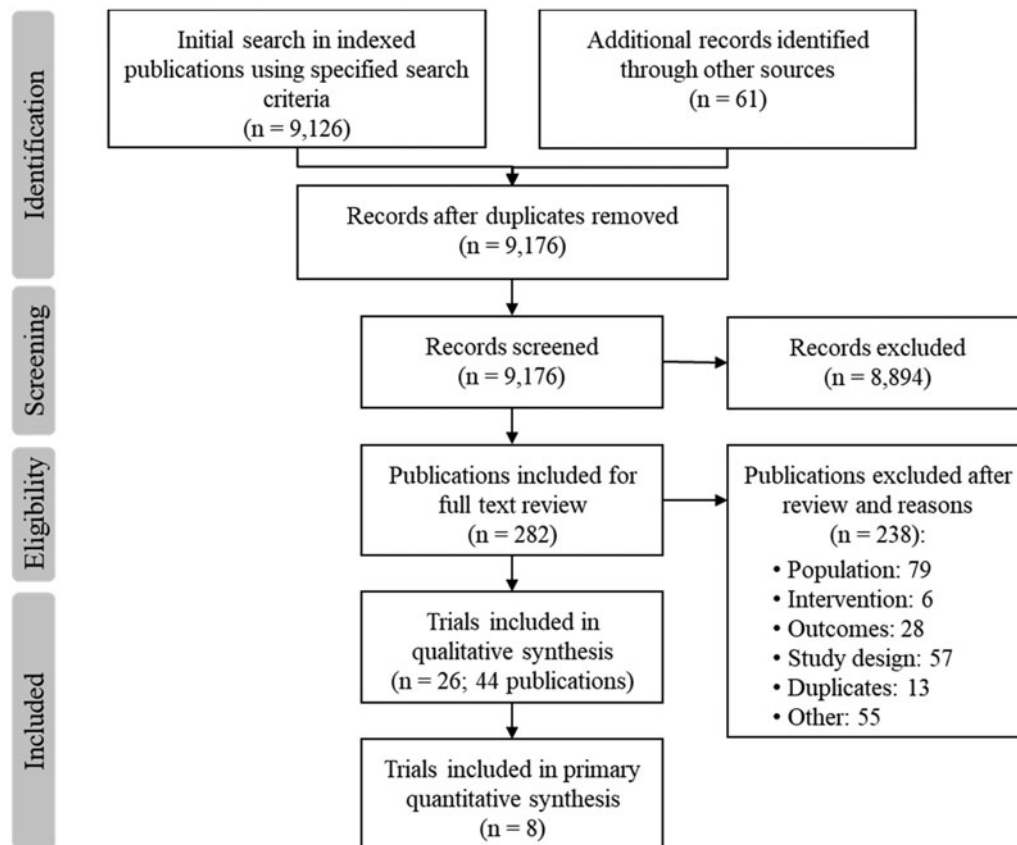 Identification
Initial search in indexed
publications using specified search
criteria
(n = 9,126)
Additional records identified
through other sources
(n = 61)
Records after duplicates removed
(n = 9,176)
Screening
Records screened
(n = 9,176)
Records excluded
(n = 8,894)
Eligibility
Publications included for
full text review
(n = 282)
Publications excluded after
review and reasons
(n = 238):
• Population: 79
• Intervention: 6
• Outcomes: 28
• Study design: 57
• Duplicates: 13
• Other: 55
Included
Trials included in
qualitative synthesis
(n = 26; 44 publications)
Trials included in primary
quantitative synthesis
(n = 8)